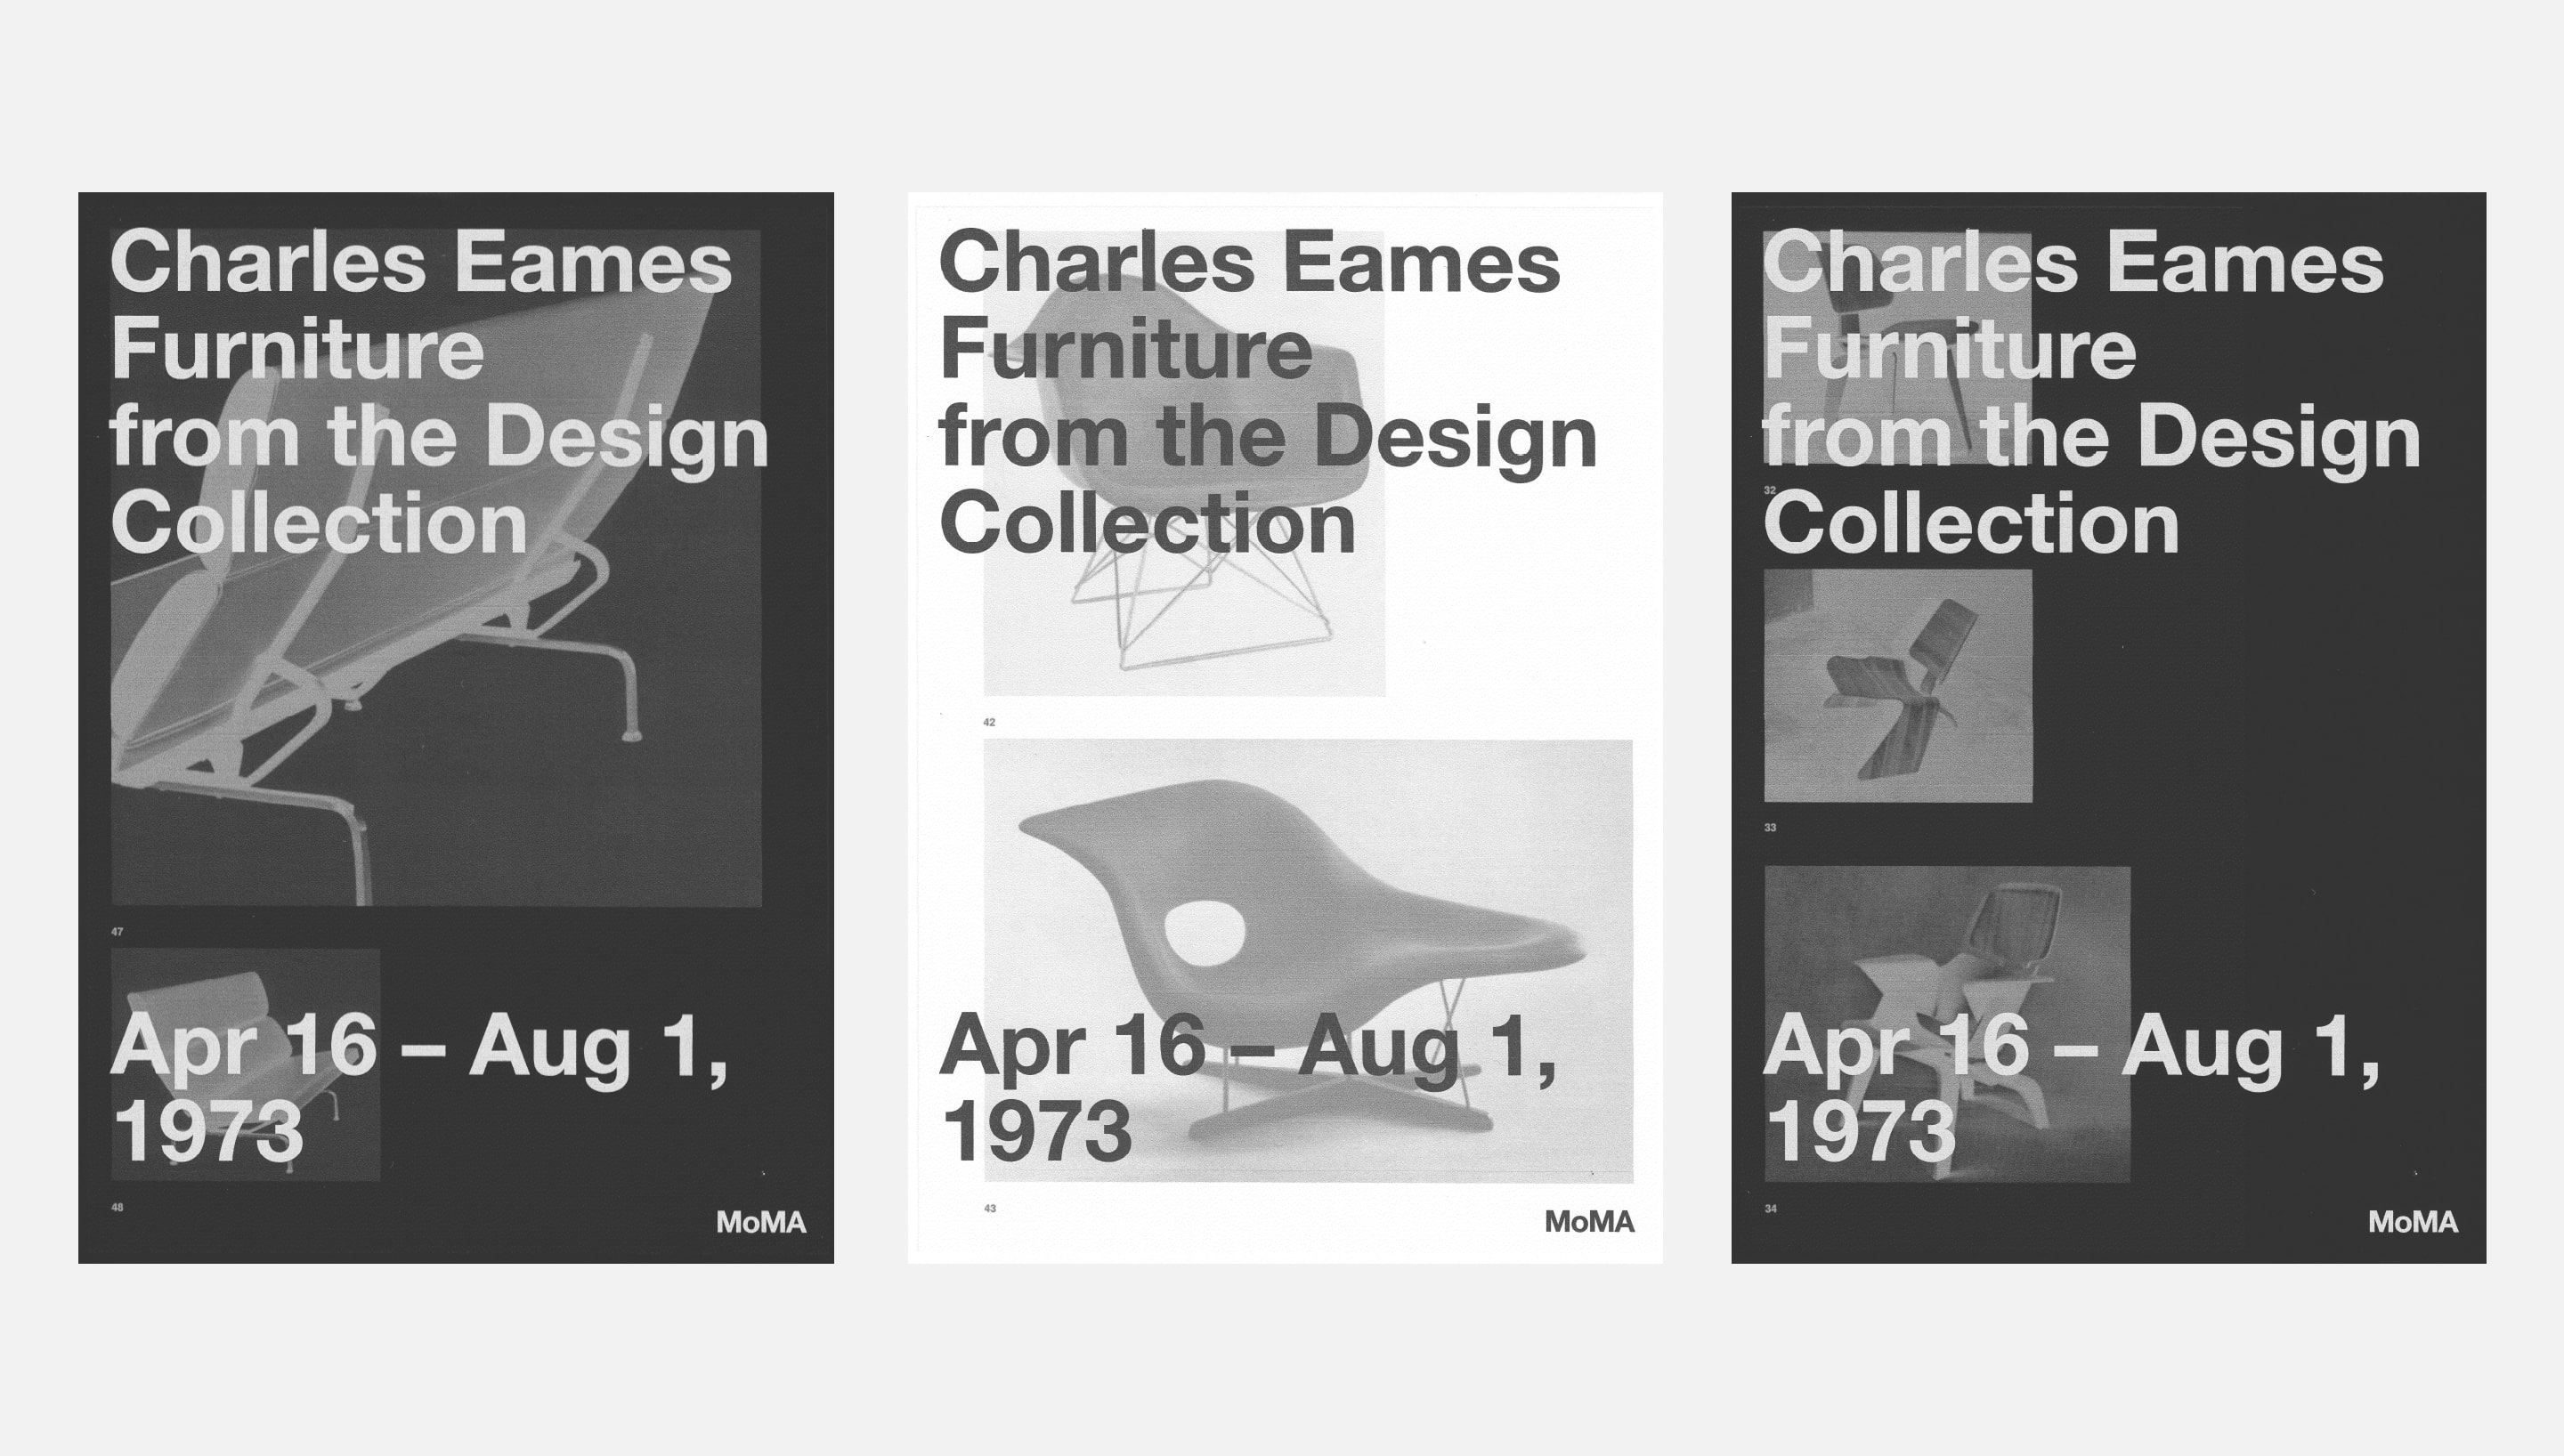 Charles Eames
Furniture
from the Design
Collection
47
Apr 16 – Aug 1,
1973
48
MoMA
Charles Eames
Furniture
from the Design
Collection
42
Apr 16 – Aug 1,
1973
43
MoMA
Charles Eames
Furniture
from the Design
32
Collection
33
Apr 16 – Aug 1,
1973
34
MoMA